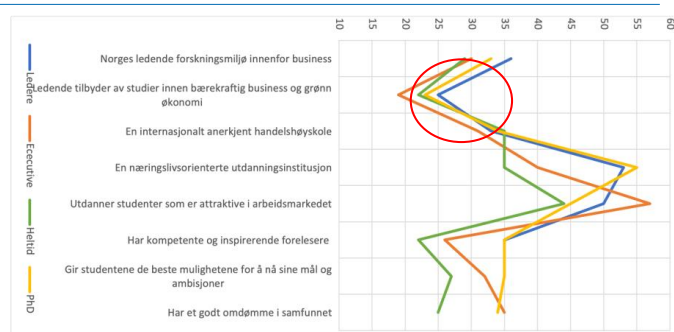 10 15 20 25 30 35 40 45 50 55 60
Norges ledende forskningsmiljø innenfor business
Ledende tilbyder av studier innen bærekraftig business og grønn
økonomi
En internasjonalt anerkjent handelshøyskole
En næringslivsorienterte utdanningsinstitusjon
Utdanner studenter som er attraktive i arbeidsmarkedet
Har kompetente og inspirerende forelesere
Gir studentene de beste mulighetene for å nå sine mål og
ambisjoner
Har et godt omdømme i samfunnet
Ledere
Ececutive
Heltid
PhD